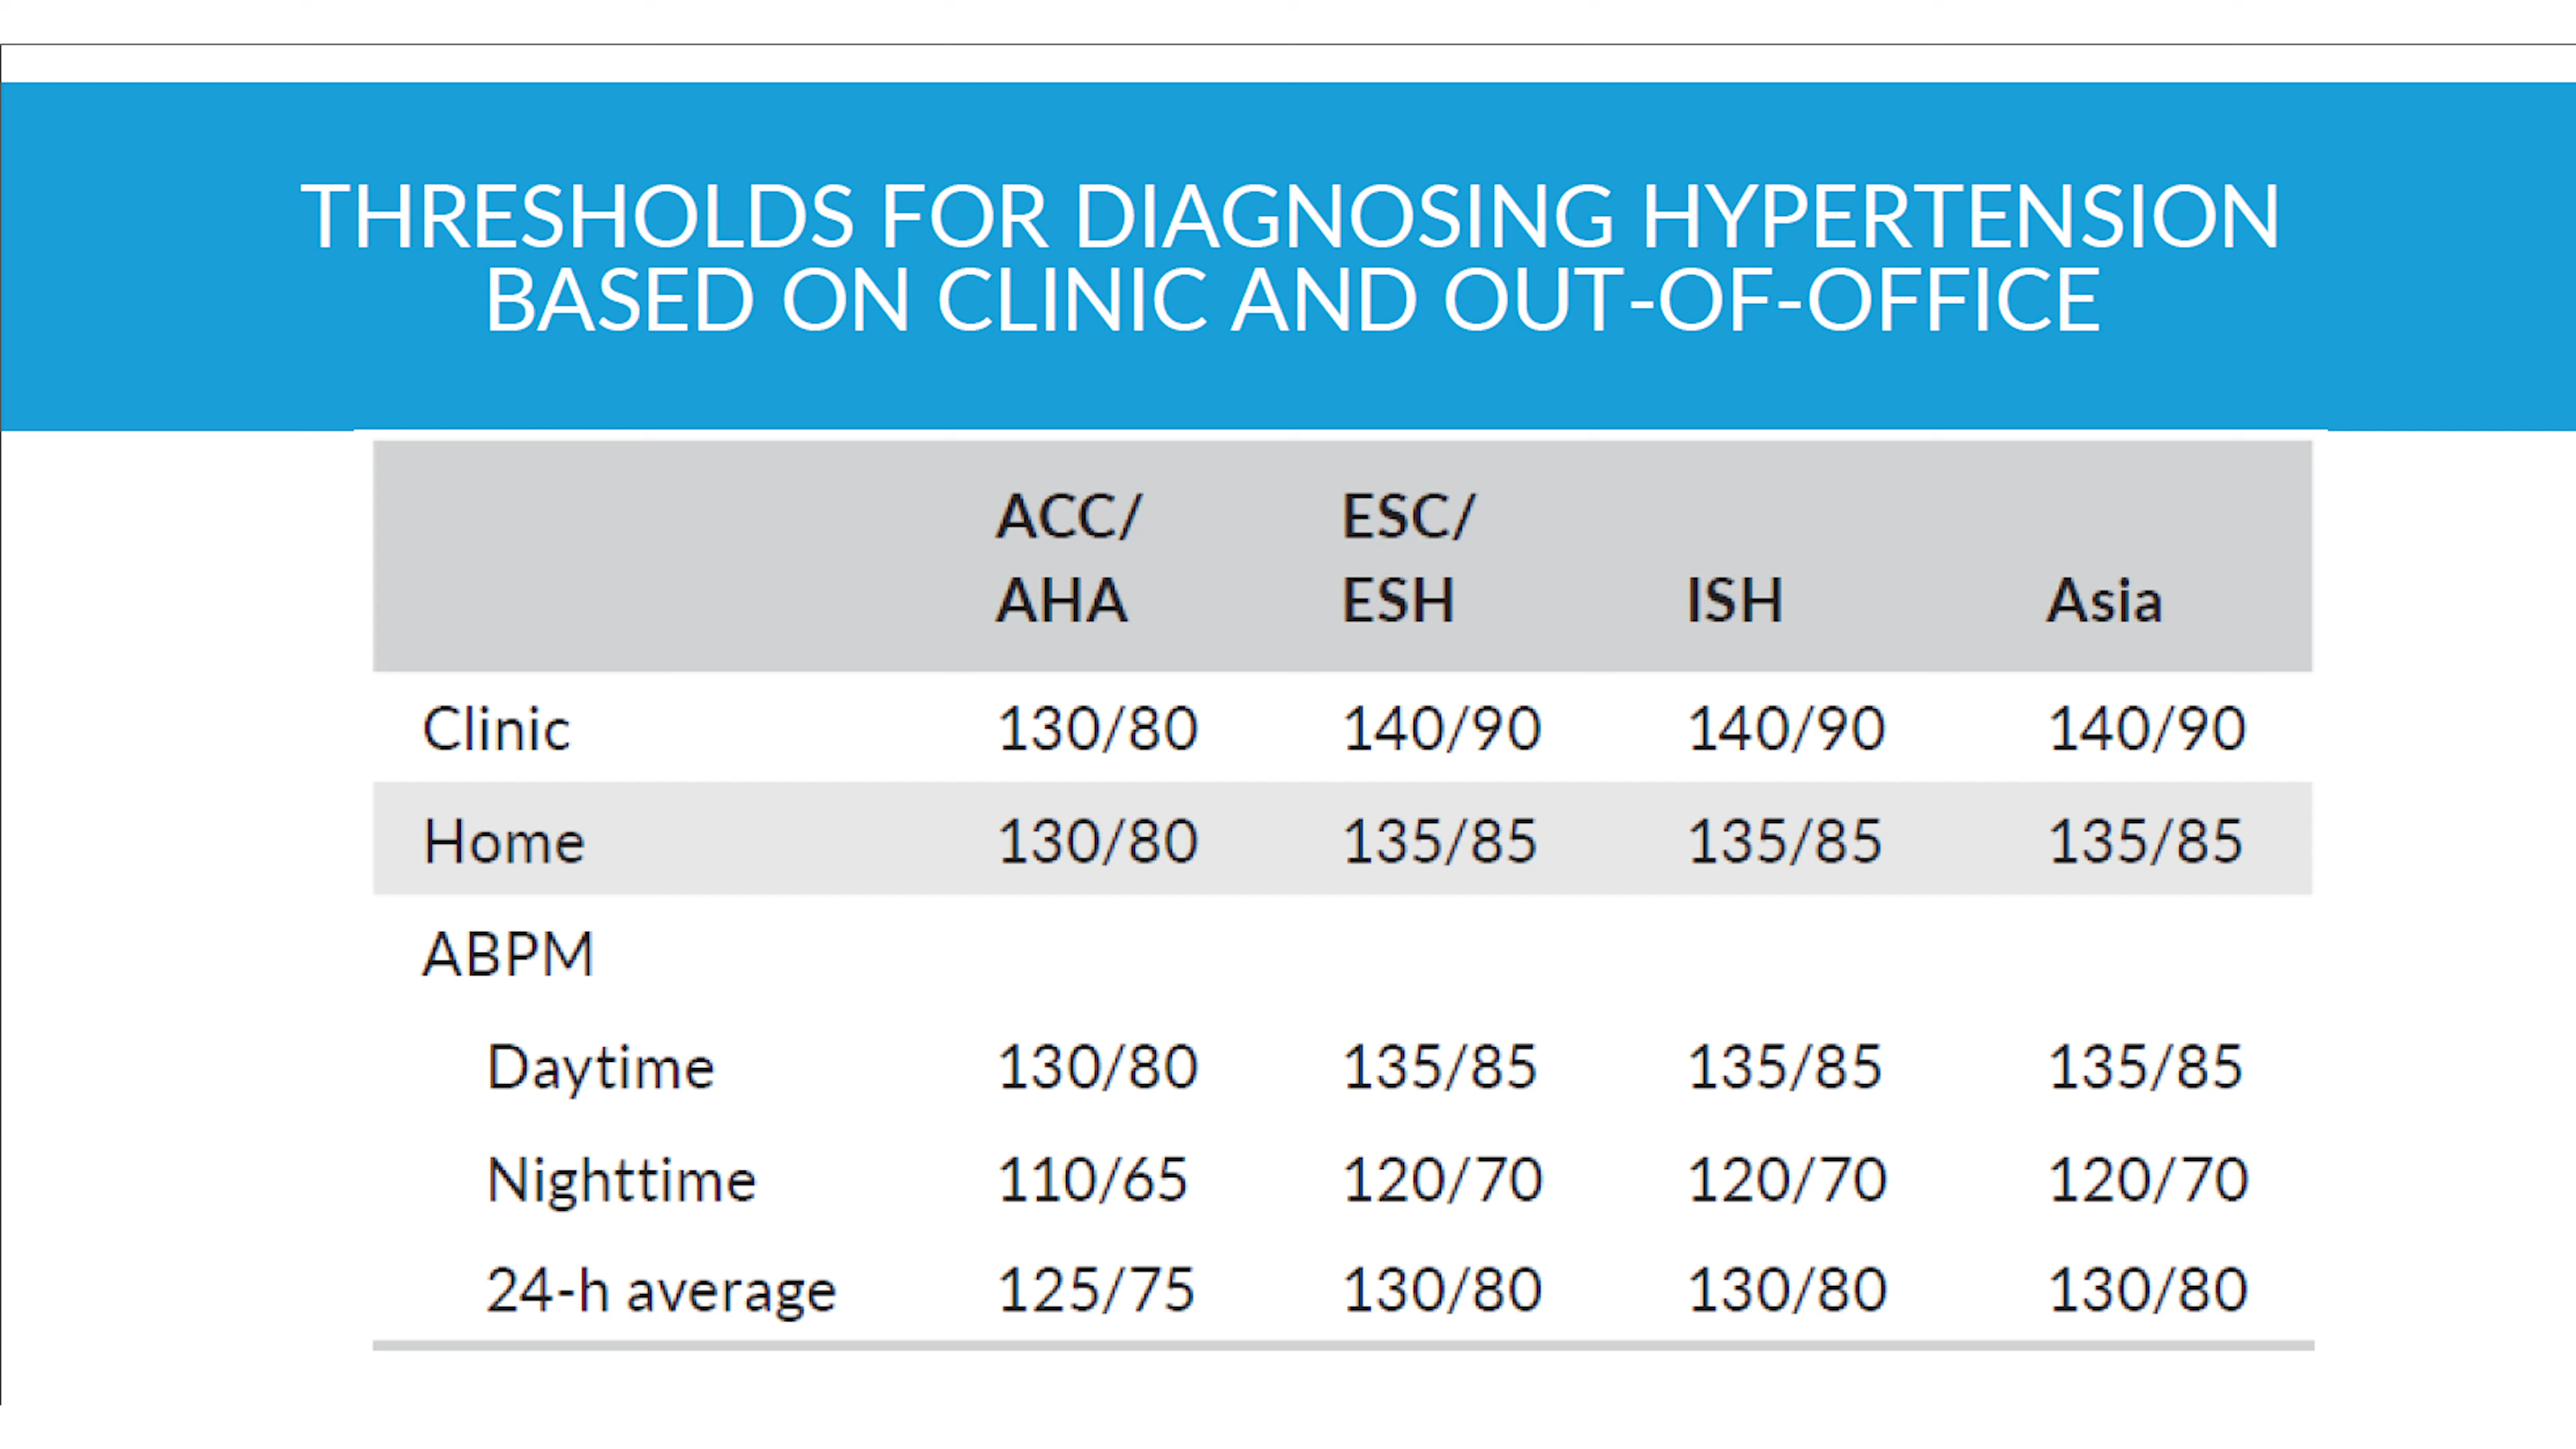 THRESHOLDS FOR DIAGNOSING HYPERTENSION
BASED ON CLINIC AND OUT-OF-OFFICE
ACC/ ESC/
AHA ESH ISH Asia
Clinic 130/80 140/90 140/90 140/90
Home 130/80 135/85 135/85 135/85
ABPM
Daytime 130/80 135/85 135/85 135/85
Nighttime 110/65 120/70 120/70 120/70
24-h average 125/75 130/80 130/80 130/80